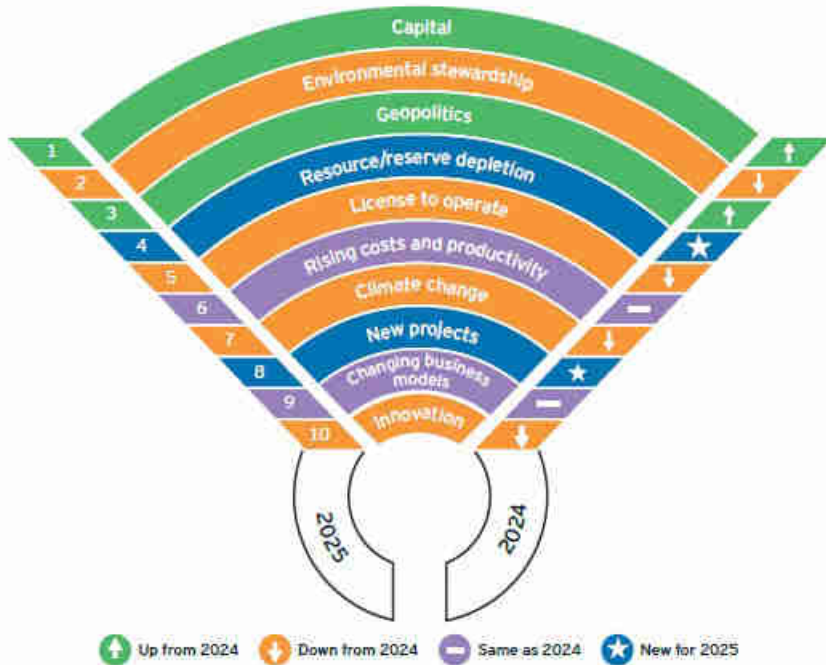 Capital
Environmental stewardship
Geopolitics
Resource/reserve depletion
License to operate
Rising costs and productivity
Climate change
New projects
Changing business
models
Innovation
1
2
3
4
5
6
7
8
9
10
2025
2024
Up from 2024
Down from 2024
Same as 2024
New for 2025